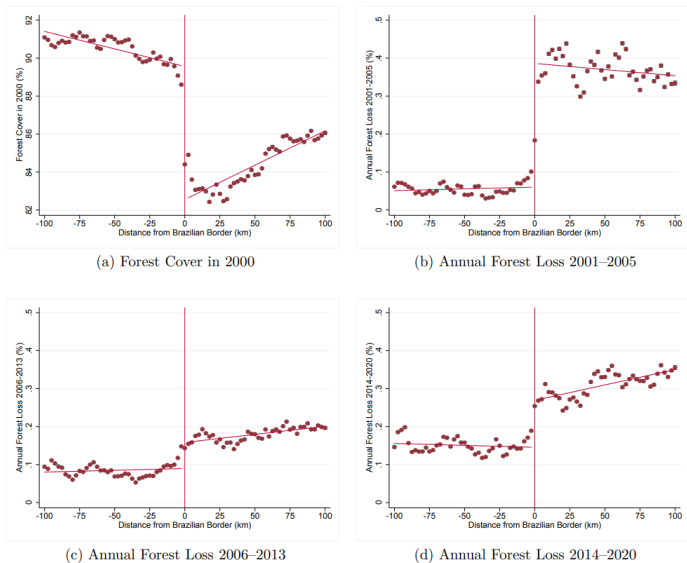 Forest Cover in 2000 (%)
92
90
88
86
84
82
-100 -75 -50 -25 0 25 50 75 100
Distance from Brazilian Border (km)
(a) Forest Cover in 2000
Annual Forest Loss 2001-2005 (%)
.5
.4
.3
.2
.1
0
-100 -75 -50 -25 0 25 50 75 100
Distance from Brazilian Border (km)
(b) Annual Forest Loss 2001–2005
Annual Forest Loss 2006-2013 (%)
.5
.4
.3
.2
.1
0
-100 -75 -50 -25 0 25 50 75 100
Distance from Brazilian Border (km)
(c) Annual Forest Loss 2006–2013
Annual Forest Loss 2014-2020 (%)
.5
.4
.3
.2
.1
0
-100 -75 -50 -25 0 25 50 75 100
Distance from Brazilian Border (km)
(d) Annual Forest Loss 2014–2020